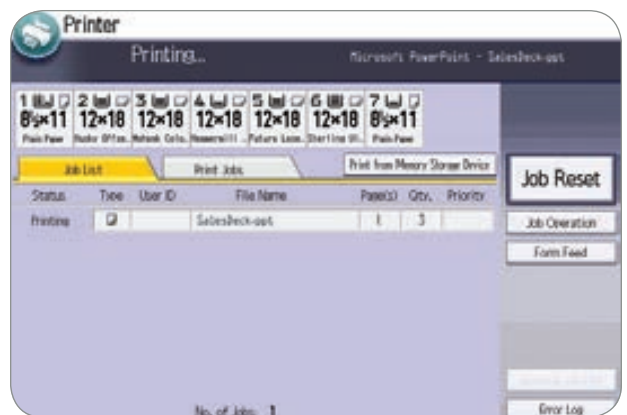 Printer
Printing... Microsoft PowerPoint - SalesDeck.ppt
1 2 3 4 5 6 7
8½×11 12×18 12×18 12×18 12×18 12×18 8½×11
Plain Paper Plain Paper
Job List Print Jobs Print from Memory Storage Device
Job Reset
Status Type User ID File Name Page(s) Qty. Priority
Printing SalesDeck.ppt 1 3
Job Operation
Form Feed
No. of Jobs: 1
Error Log